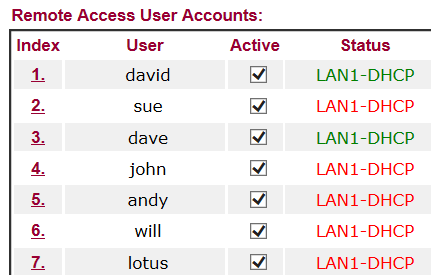 Remote Access User Accounts:
Index User Active Status
1. david LAN1-DHCP
2. sue LAN1-DHCP
3. dave LAN1-DHCP
4. john LAN1-DHCP
5. andy LAN1-DHCP
6. will LAN1-DHCP
7. lotus LAN1-DHCP